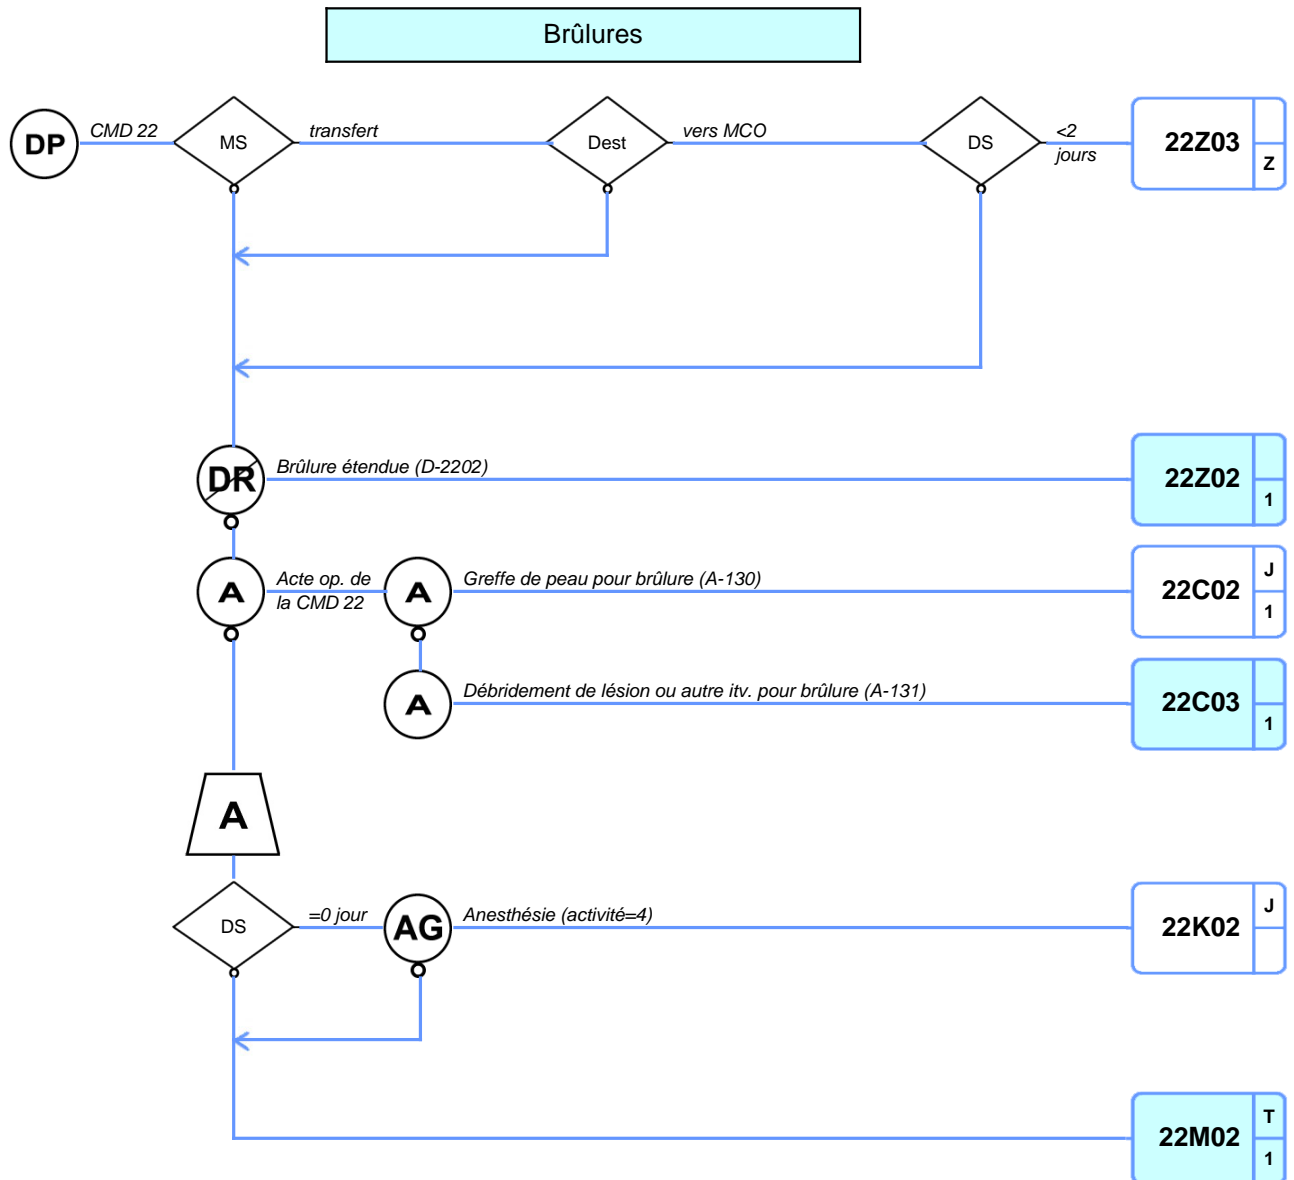 Brûlures
DP
CMD 22
MS
transfert
Dest
vers MCO
DS
<2
jours
22Z03
Z
DR
Brûlure étendue (D-2202)
22Z02
1
A
Acte op. de
la CMD 22
A
Greffe de peau pour brûlure (A-130)
22C02
J
1
A
Débridement de lésion ou autre itv. pour brûlure (A-131)
22C03
1
A
DS
=0 jour
AG
Anesthésie (activité=4)
22K02
J
22M02
T
1